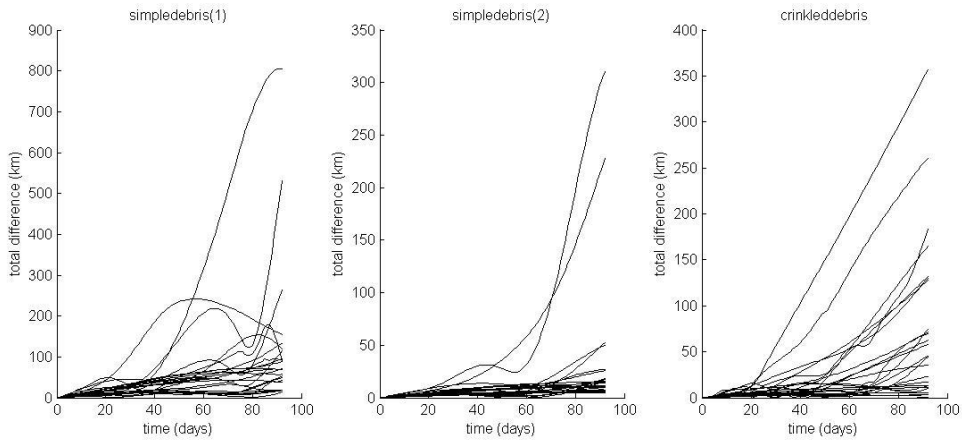 simpledebris(1)
900
800
700
600
500
400
300
200
100
0
total difference (km)
0 20 40 60 80 100
time (days)
simpledebris(2)
350
300
250
200
150
100
50
0
total difference (km)
0 20 40 60 80 100
time (days)
crinkleddebris
400
350
300
250
200
150
100
50
0
total difference (km)
0 20 40 60 80 100
time (days)